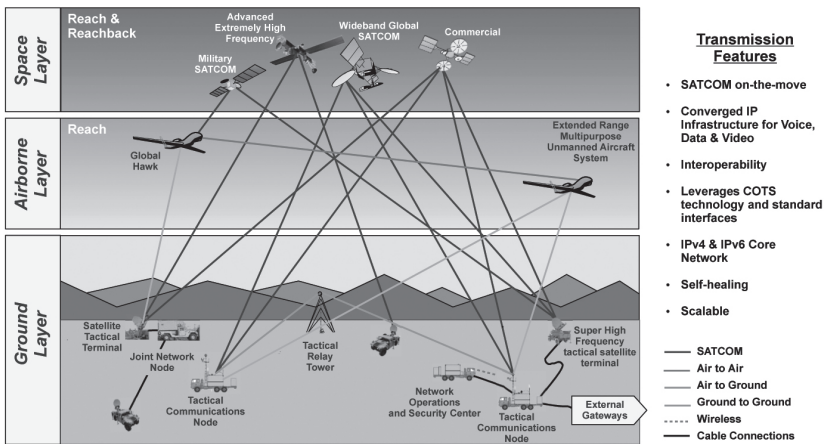 Space
Layer
Reach &
Reachback
Advanced
Extremely High
Frequency
Wideband Global
SATCOM
Commercial
Military
SATCOM
Airborne
Layer
Reach
Global
Hawk
Extended Range
Multipurpose
Unmanned Aircraft
System
Ground
Layer
Satellite
Tactical
Terminal
Joint Network
Node
Tactical
Communications
Node
Tactical
Relay
Tower
Network
Operations
and Security Center
Tactical
Communications
Node
Super High
Frequency
tactical satellite
terminal
External
Gateways
Transmission
Features
• SATCOM on-the-move
• Converged IP
Infrastructure for Voice,
Data & Video
• Interoperability
• Leverages COTS
technology and standard
interfaces
• IPv4 & IPv6 Core
Network
• Self-healing
• Scalable
SATCOM
Air to Air
Air to Ground
Ground to Ground
Wireless
Cable Connections